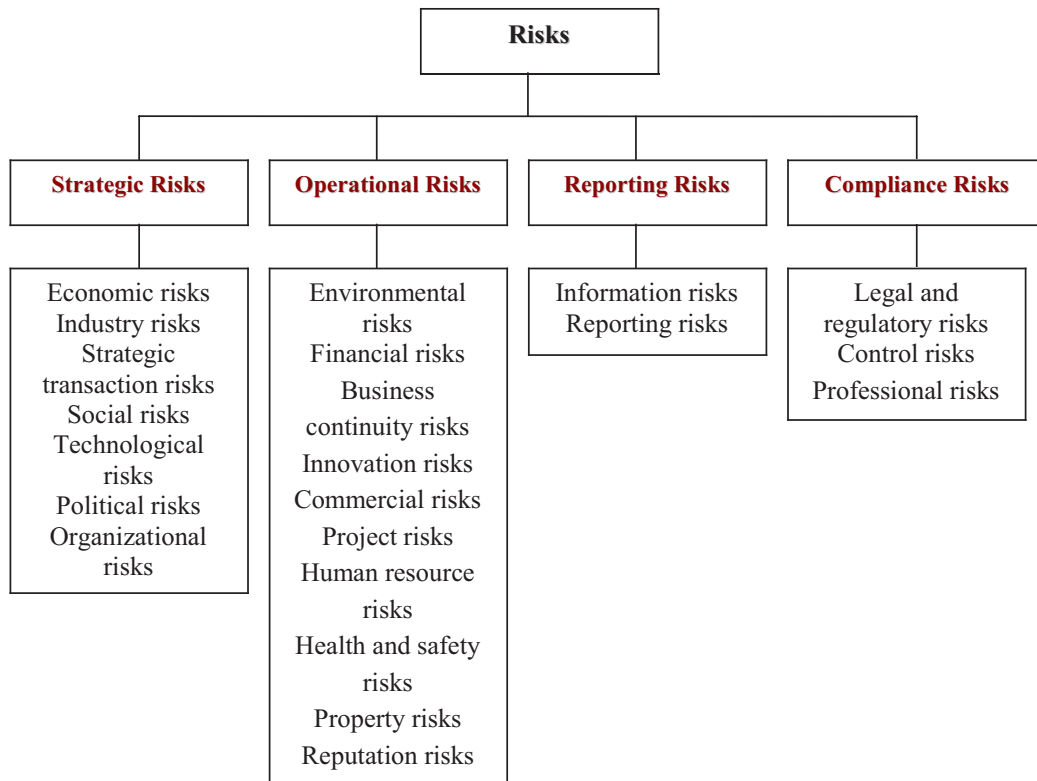 Risks
Strategic Risks
Operational Risks
Reporting Risks
Compliance Risks
Economic risks
Industry risks
Strategic
transaction risks
Social risks
Technological
risks
Political risks
Organizational
risks
Environmental
risks
Financial risks
Business
continuity risks
Innovation risks
Commercial risks
Project risks
Human resource
risks
Health and safety
risks
Property risks
Reputation risks
Information risks
Reporting risks
Legal and
regulatory risks
Control risks
Professional risks